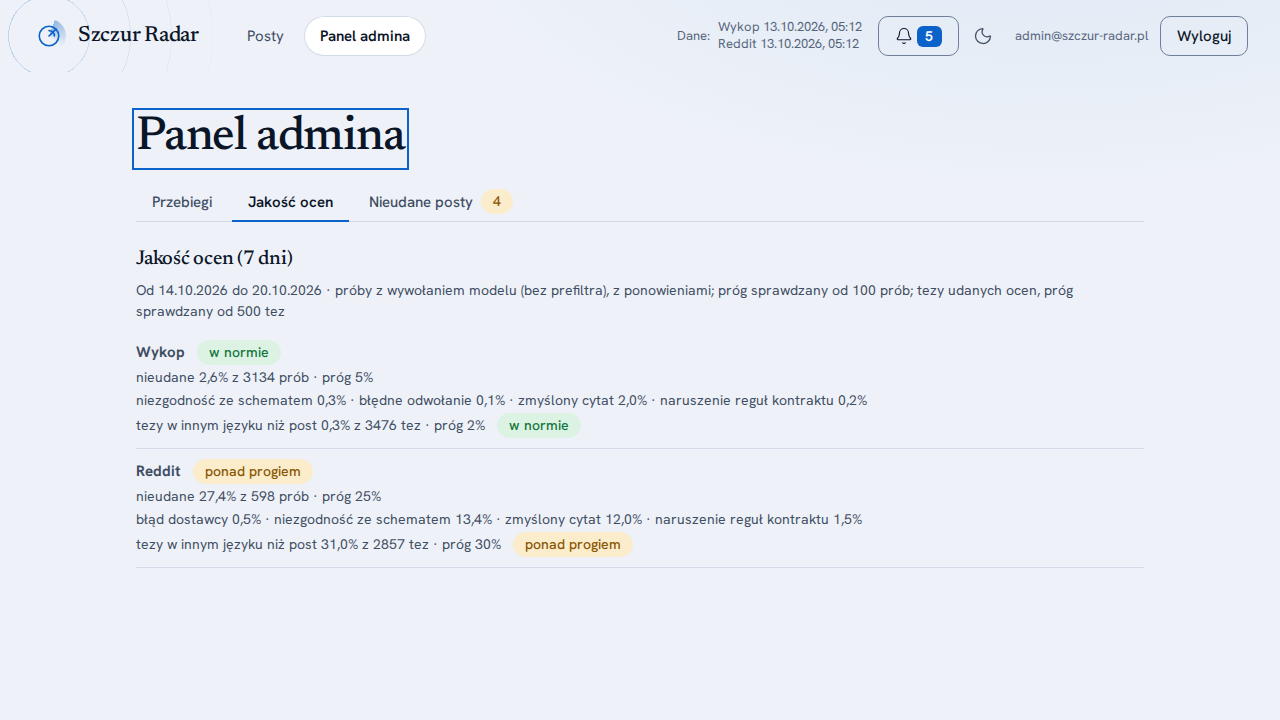 Szczur Radar
Posty
Panel admina
Dane:
Wykop 13.10.2026, 05:12
Reddit 13.10.2026, 05:12
5
admin@szczur-radar.pl
Wyloguj
Panel admina
Przebiegi
Jakość ocen
Nieudane posty 4
Jakość ocen (7 dni)
Od 14.10.2026 do 20.10.2026 · próby z wywołaniem modelu (bez prefiltra), z ponowieniami; próg sprawdzany od 100 prób; tezy udanych ocen, próg
sprawdzany od 500 tez
Wykop w normie
nieudane 2,6% z 3134 prób · próg 5%
niezgodność ze schematem 0,3% · błędne odwołanie 0,1% · zmyślony cytat 2,0% · naruszenie reguł kontraktu 0,2%
tezy w innym języku niż post 0,3% z 3476 tez · próg 2% w normie
Reddit ponad progiem
nieudane 27,4% z 598 prób · próg 25%
błąd dostawcy 0,5% · niezgodność ze schematem 13,4% · zmyślony cytat 12,0% · naruszenie reguł kontraktu 1,5%
tezy w innym języku niż post 31,0% z 2857 tez · próg 30% ponad progiem